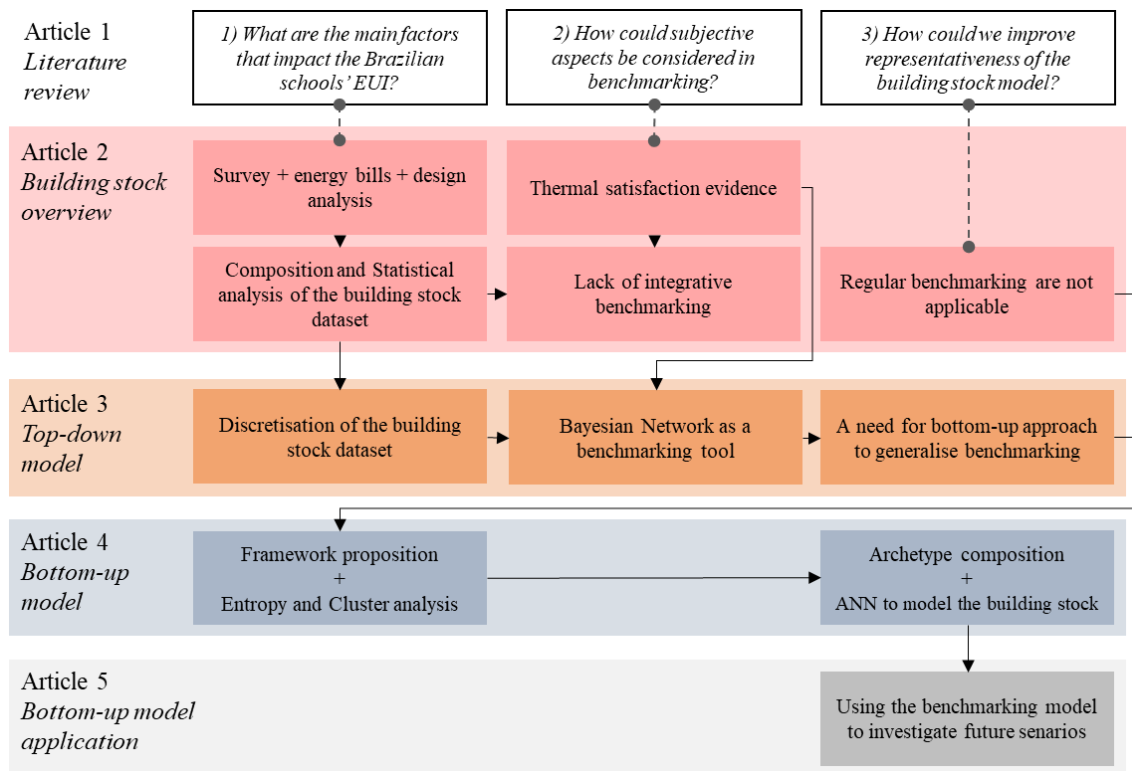 Article 1
Literature
review
1) What are the main factors
that impact the Brazilian
schools' EUI?
2) How could subjective
aspects be considered in
benchmarking?
3) How could we improve
representativeness of the
building stock model?
Article 2
Building stock
overview
Survey + energy bills + design
analysis
Thermal satisfaction evidence
Composition and Statistical
analysis of the building stock
dataset
Lack of integrative
benchmarking
Regular benchmarking are not
applicable
Article 3
Top-down
model
Discretisation of the building
stock dataset
Bayesian Network as a
benchmarking tool
A need for bottom-up approach
to generalise benchmarking
Article 4
Bottom-up
model
Framework proposition
+
Entropy and Cluster analysis
Archetype composition
+
ANN to model the building stock
Article 5
Bottom-up model
application
Using the benchmarking model
to investigate future senarios